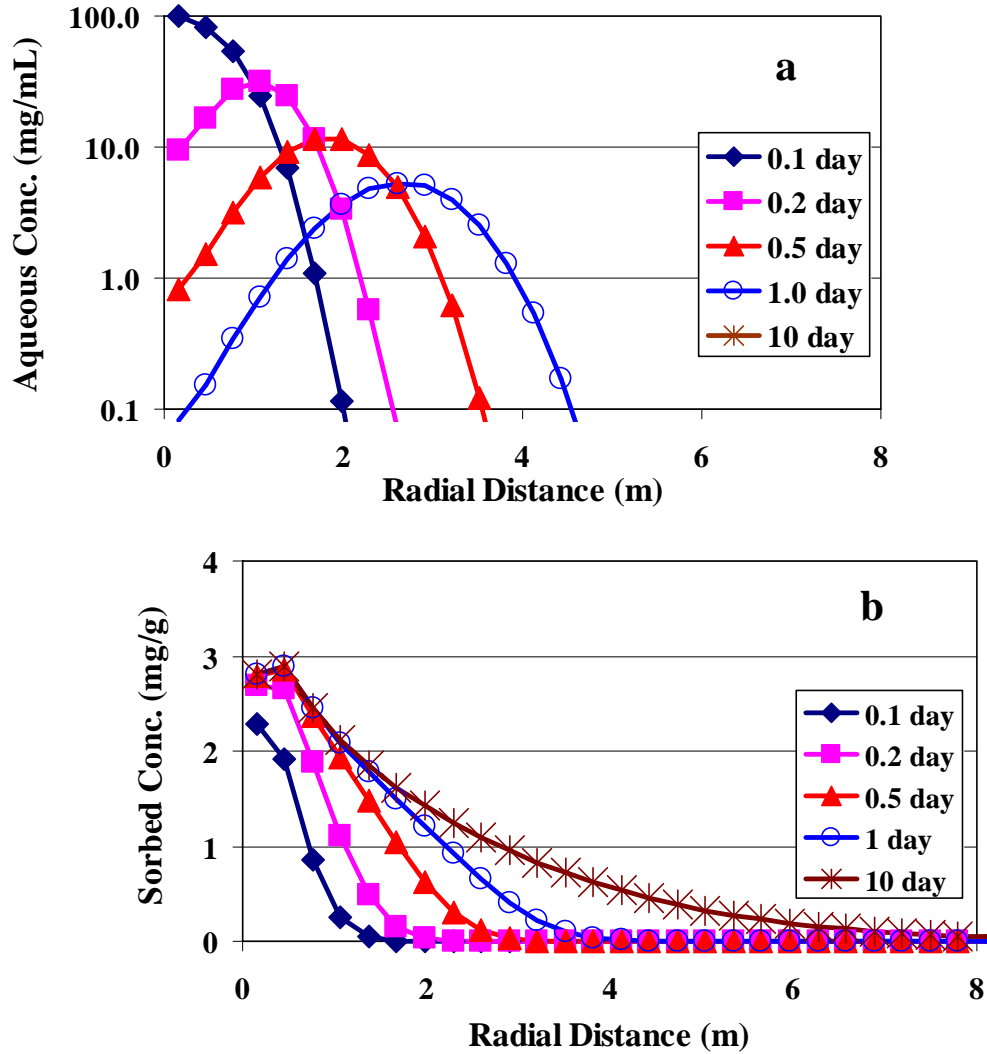 100.0
10.0
1.0
0.1
Aqueous Conc. (mg/mL)
a
0.1 day
0.2 day
0.5 day
1.0 day
10 day
0 2 4 6 8
Radial Distance (m)
4
3
2
1
0
Sorbed Conc. (mg/g)
b
0.1 day
0.2 day
0.5 day
1 day
10 day
0 2 4 6 8
Radial Distance (m)